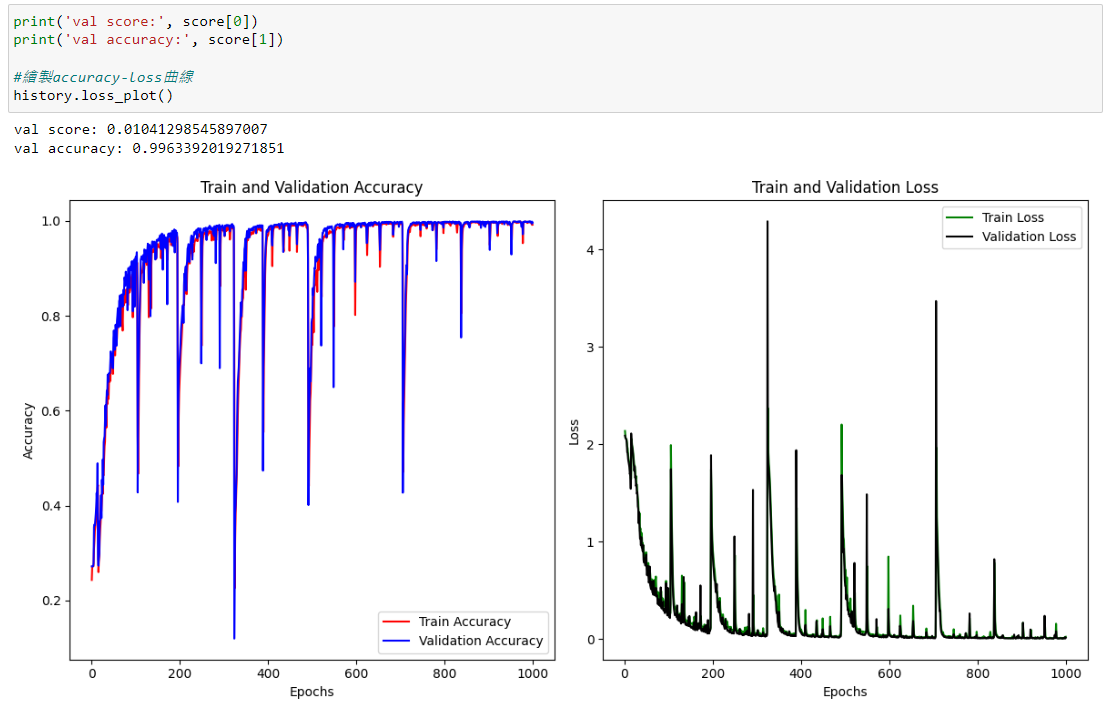 print('val score:', score[0])
print('val accuracy:', score[1])
#繪製accuracy-loss曲線
history.loss_plot()
val score: 0.01041298545897007
val accuracy: 0.9963392019271851
Train and Validation Accuracy
1.0
0.8
0.6
0.4
0.2
Accuracy
0
200
400
600
800
1000
Epochs
Train Accuracy
Validation Accuracy
Train and Validation Loss
4
3
2
1
0
Loss
0
200
400
600
800
1000
Epochs
Train Loss
Validation Loss